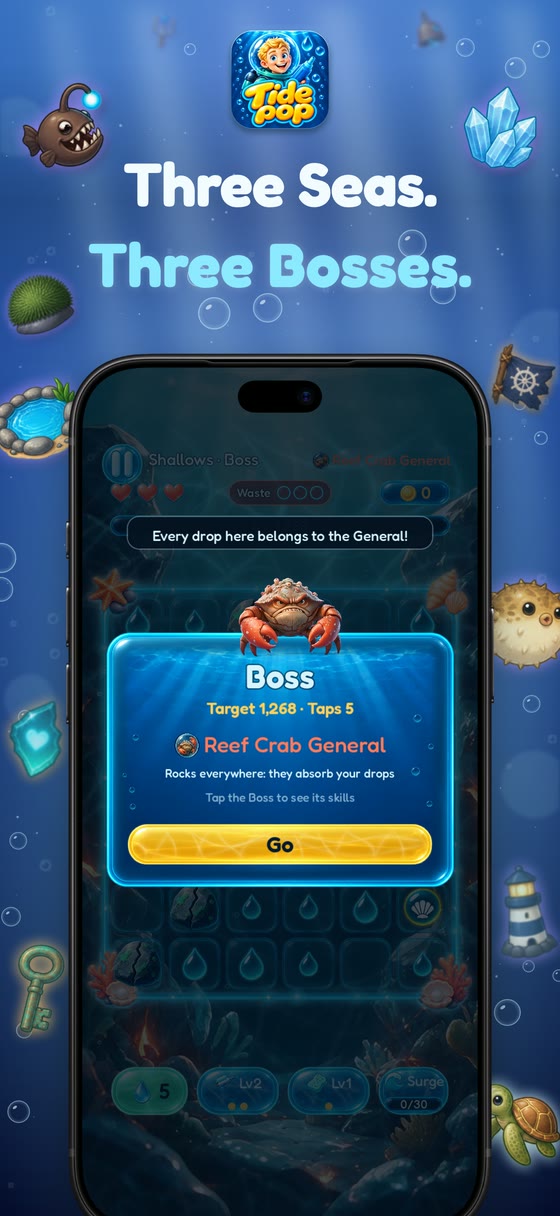 Tide
pop
Three Seas.
Three Bosses.
Shallows · Boss
Reef Crab General
Waste
0
Every drop here belongs to the General!
Boss
Target 1,268 · Taps 5
Reef Crab General
Rocks everywhere: they absorb your drops
Tap the Boss to see its skills
Go
5
Lv2
Lv1
Surge
0/30